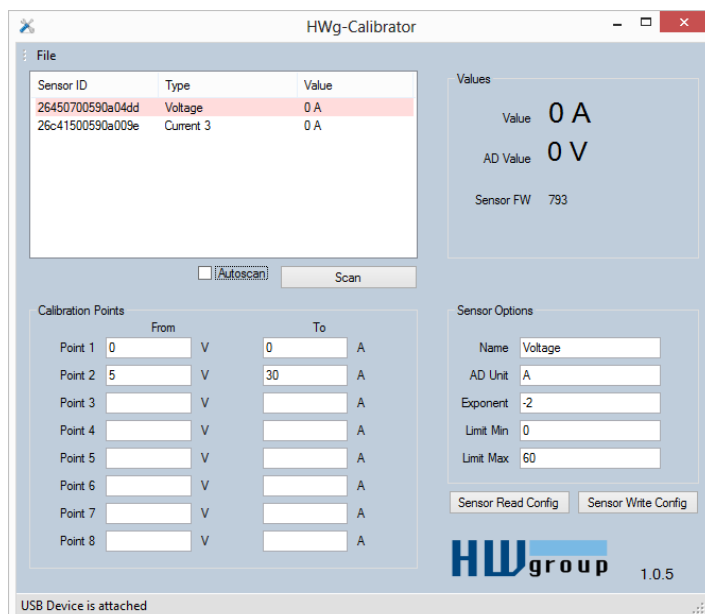 HWg-Calibrator
File
Sensor ID Type Value
26450700590a04dd Voltage 0 A
26c41500590a009e Current 3 0 A
Autoscan Scan
Values
Value 0 A
AD Value 0 V
Sensor FW 793
Calibration Points
From To
Point 1 0 V 0 A
Point 2 5 V 30 A
Point 3 V A
Point 4 V A
Point 5 V A
Point 6 V A
Point 7 V A
Point 8 V A
Sensor Options
Name Voltage
AD Unit A
Exponent -2
Limit Min 0
Limit Max 60
Sensor Read Config Sensor Write Config
HW group 1.0.5
USB Device is attached